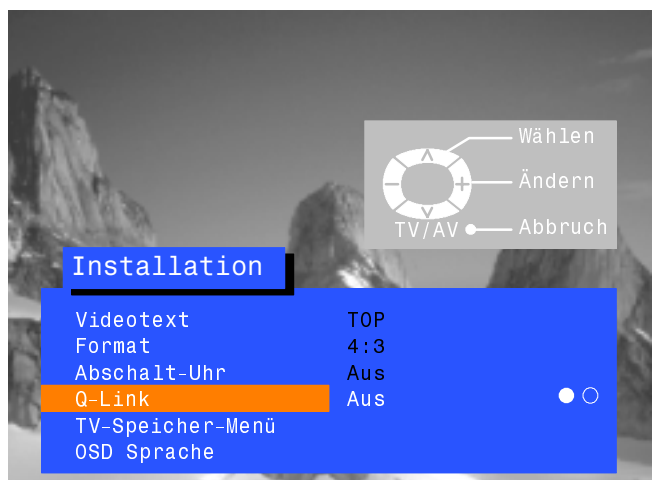 Wählen
Ändern
TV/AV Abbruch
Installation
Videotext TOP
Format 4:3
Abschalt-Uhr Aus
Q-Link Aus
TV-Speicher-Menü
OSD Sprache